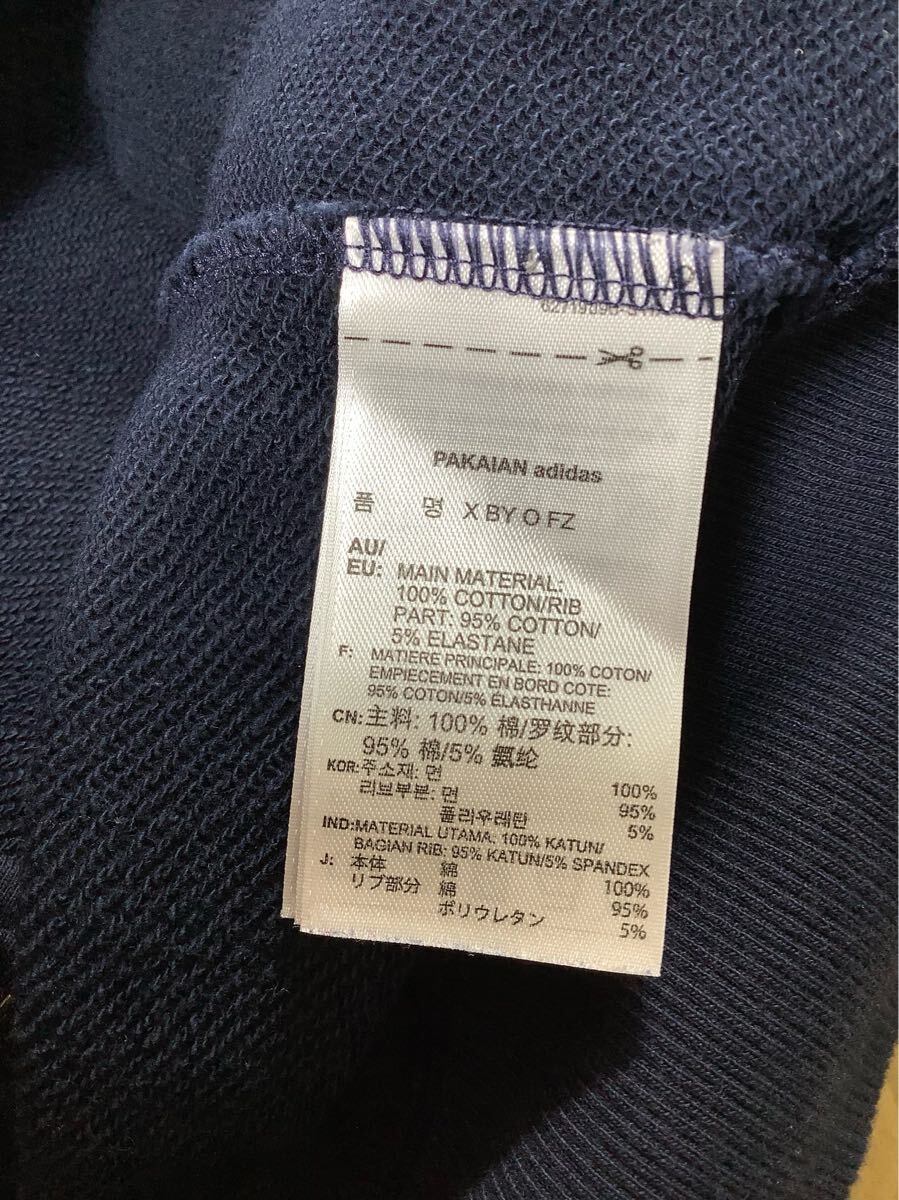 PAKAIAN adidas
품 명 X BY O FZ
AU/
EU: MAIN MATERIAL:
100% COTTON/RIB
PART: 95% COTTON/
5% ELASTANE
F: MATIERE PRINCIPALE: 100% COTON/
EMPIECEMENT EN BORD COTE:
95% COTON/5% ÉLASTHANNE
CN: 主料: 100% 棉/罗纹部分:
95% 棉/5% 氨纶
KOR: 주소재: 면 100%
리브부본: 면 95%
폴리우레탄 5%
IND: MATERIAL UTAMA: 100% KATUN/
BAGIAN RIB: 95% KATUN/5% SPANDEX
J: 本体 綿 100%
リブ部分 綿 95%
ポリウレタン 5%